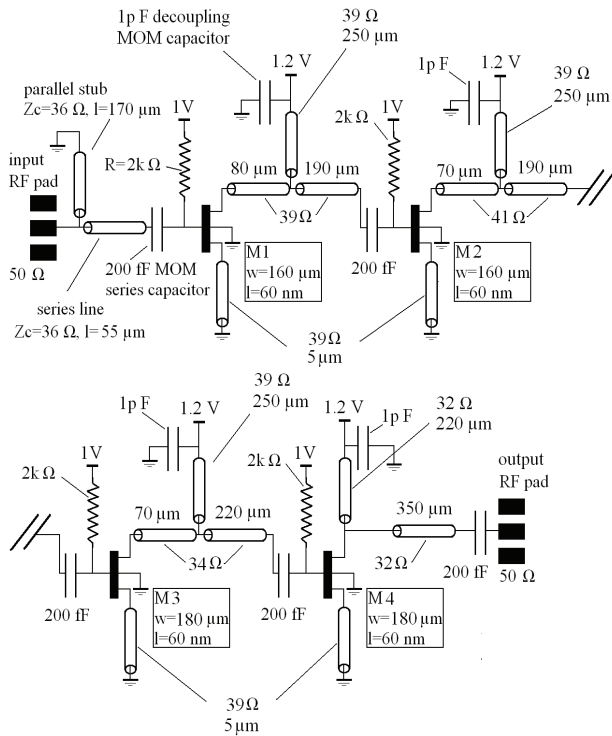 1p F decoupling
MOM capacitor
39 Ω
250 µm
1.2 V
1p F
1.2 V
39 Ω
250 µm
parallel stub
Zc=36 Ω, l=170 µm
1V
1V
input
RF pad
R=2k Ω
2k Ω
80 µm
190 µm
70 µm
190 µm
39Ω
41Ω
50 Ω
200 fF MOM
series capacitor
M1
w=160 µm
l=60 nm
200 fF
M2
w=160 µm
l=60 nm
series line
Zc=36 Ω, l=55 µm
39Ω
5µm
39 Ω
250 µm
1p F
1.2 V
1.2 V
32 Ω
220 µm
1p F
1V
1V
2k Ω
2k Ω
output
RF pad
70 µm
220 µm
350 µm
34Ω
32Ω
200 fF
M3
w=180 µm
l=60 nm
200 fF
M4
w=180 µm
l=60 nm
200 fF
50 Ω
39Ω
5µm